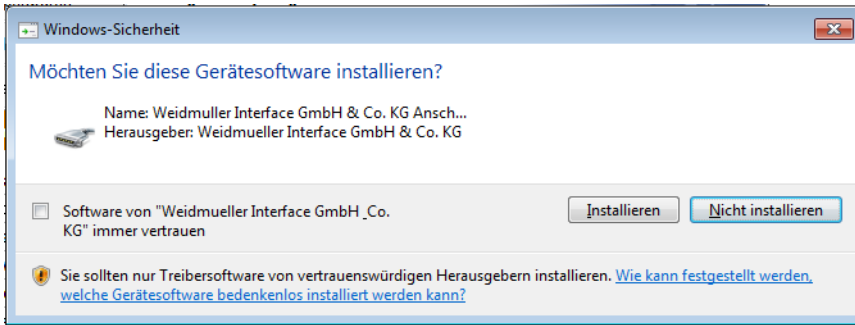 Windows-Sicherheit
Möchten Sie diese Gerätesoftware installieren?
Name: Weidmuller Interface GmbH & Co. KG Ansch...
Herausgeber: Weidmueller Interface GmbH & Co. KG
Software von "Weidmueller Interface GmbH _Co.
KG" immer vertrauen
Installieren
Nicht installieren
Sie sollten nur Treibersoftware von vertrauenswürdigen Herausgebern installieren. Wie kann festgestellt werden,
welche Gerätesoftware bedenkenlos installiert werden kann?